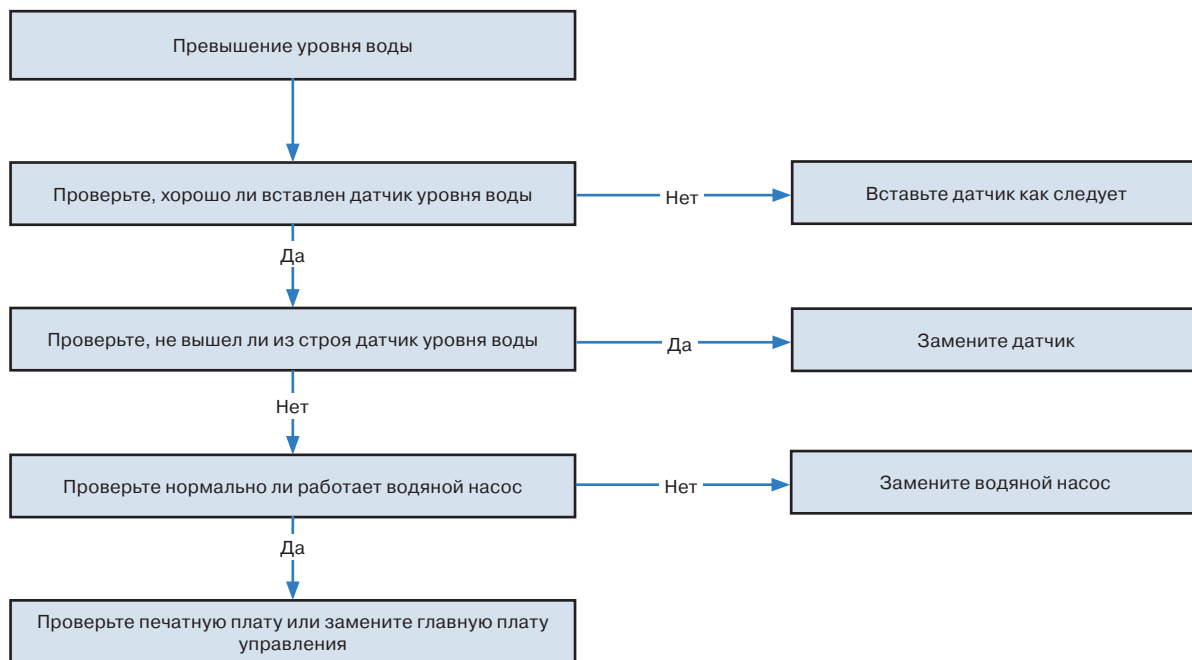 Превышение уровня воды
Проверьте, хорошо ли вставлен датчик уровня воды
Нет
Вставьте датчик как следует
Да
Проверьте, не вышел ли из строя датчик уровня воды
Да
Замените датчик
Нет
Проверьте нормально ли работает водяной насос
Нет
Замените водяной насос
Да
Проверьте печатную плату или замените главную плату
управления